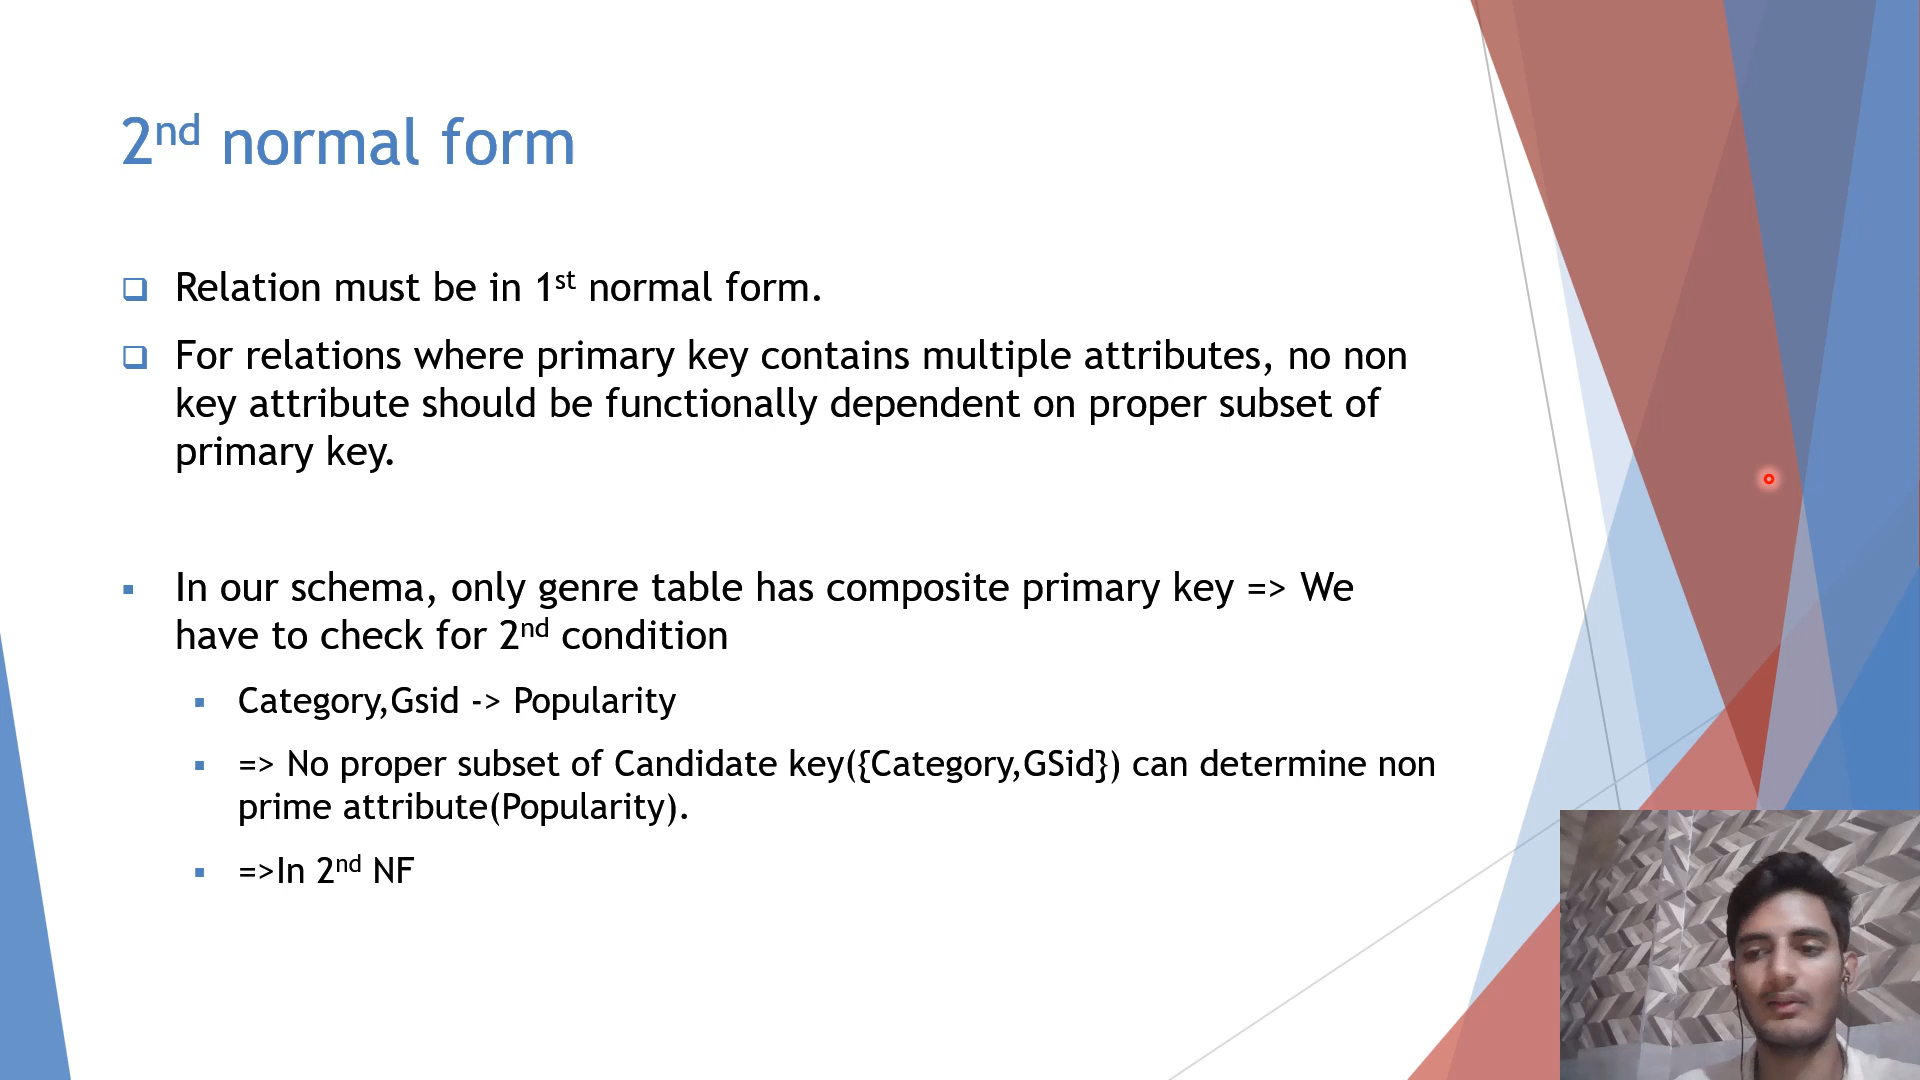 2nd normal form
Relation must be in 1st normal form.
For relations where primary key contains multiple attributes, no non
key attribute should be functionally dependent on proper subset of
primary key.
In our schema, only genre table has composite primary key => We
have to check for 2nd condition
Category,Gsid -> Popularity
=> No proper subset of Candidate key({Category,GSid}) can determine non
prime attribute(Popularity).
=>In 2nd NF